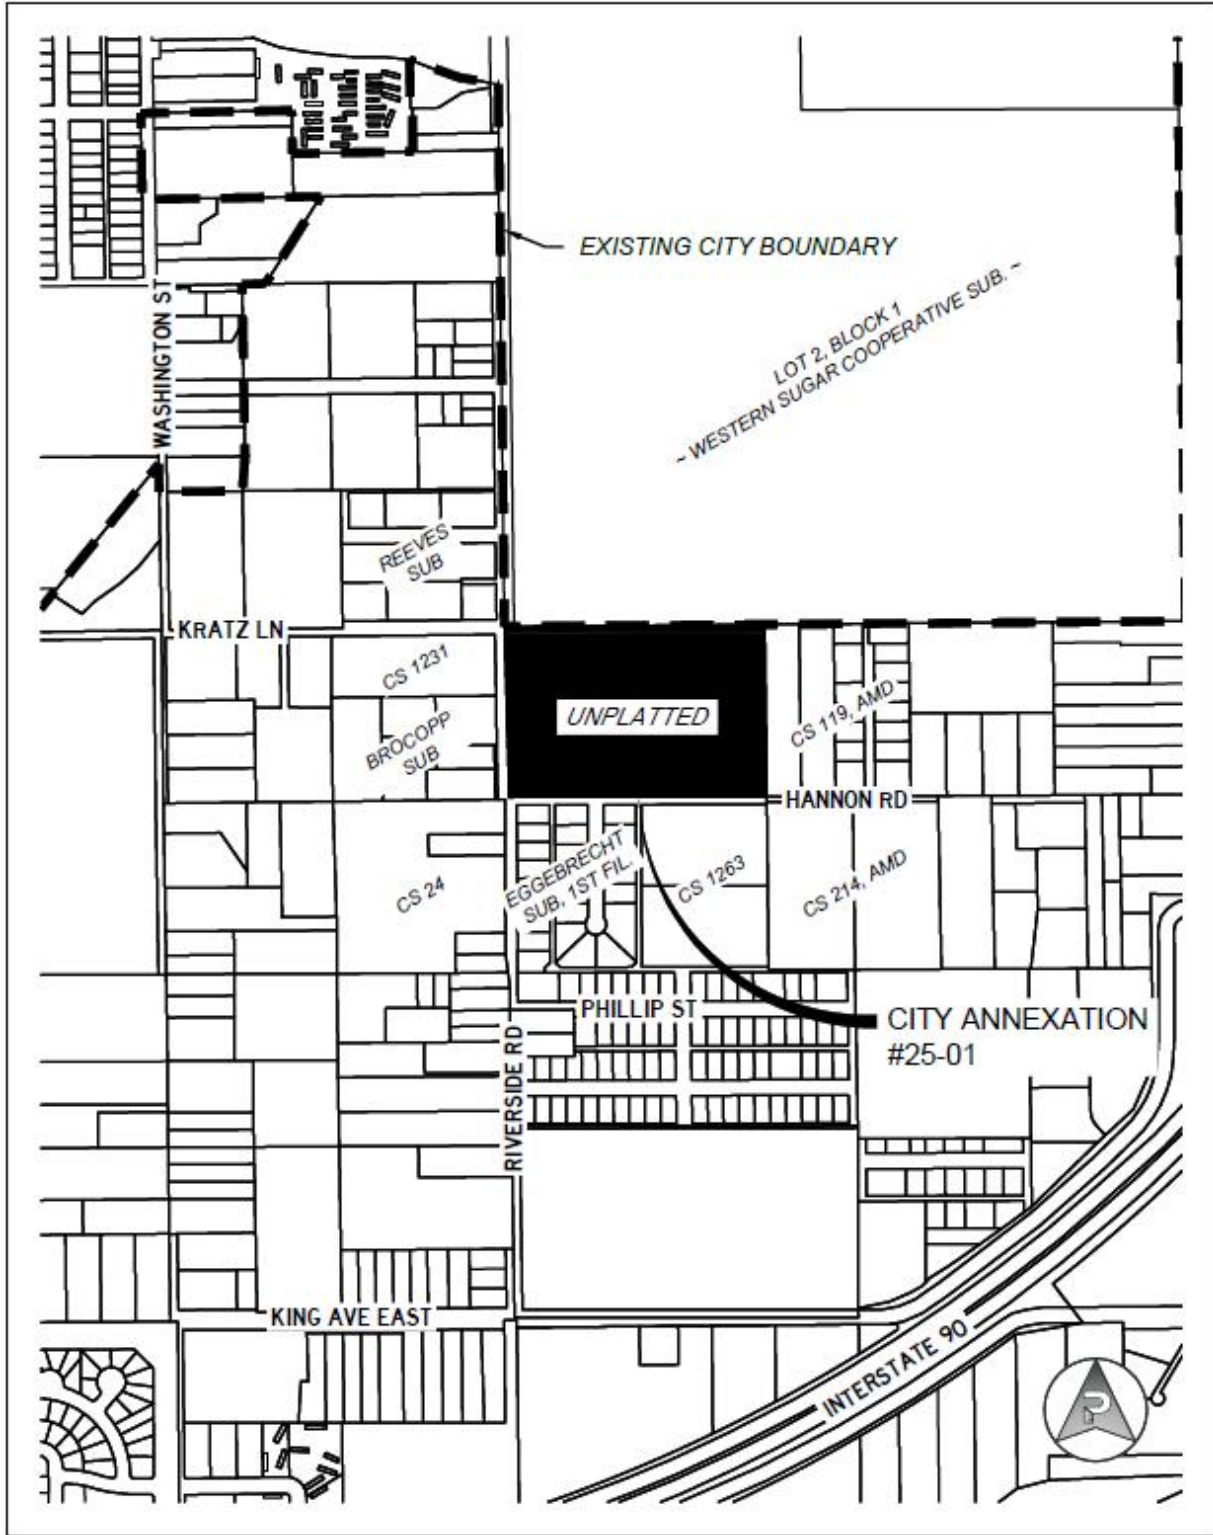 EXISTING CITY BOUNDARY
LOT 2, BLOCK 1
~ WESTERN SUGAR COOPERATIVE SUB. ~
WASHINGTON ST
REEVES
SUB
KRATZ LN
CS 1231
UNPLATTED
CS 119, AMD
BROCOPP
SUB
HANNON RD
EGGEBRECHT
SUB, 1ST FIL.
CS 24
CS 1263
CS 214, AMD
PHILLIP ST
CITY ANNEXATION
#25-01
RIVERSIDE RD
KING AVE EAST
INTERSTATE 90